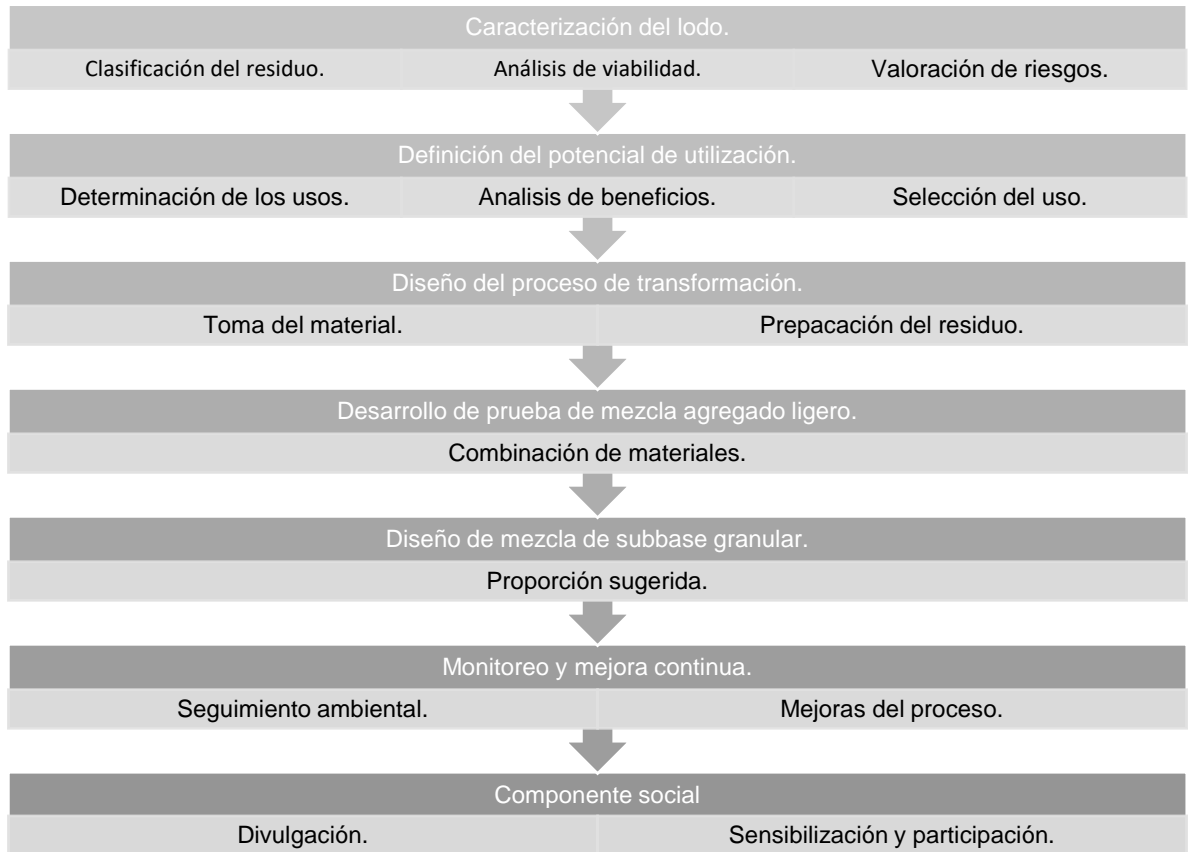 Caracterización del lodo.
Clasificación del residuo. Análisis de viabilidad. Valoración de riesgos.
Definición del potencial de utilización.
Determinación de los usos. Analisis de beneficios. Selección del uso.
Diseño del proceso de transformación.
Toma del material. Prepacación del residuo.
Desarrollo de prueba de mezcla agregado ligero.
Combinación de materiales.
Diseño de mezcla de subbase granular.
Proporción sugerida.
Monitoreo y mejora continua.
Seguimiento ambiental. Mejoras del proceso.
Componente social
Divulgación. Sensibilización y participación.